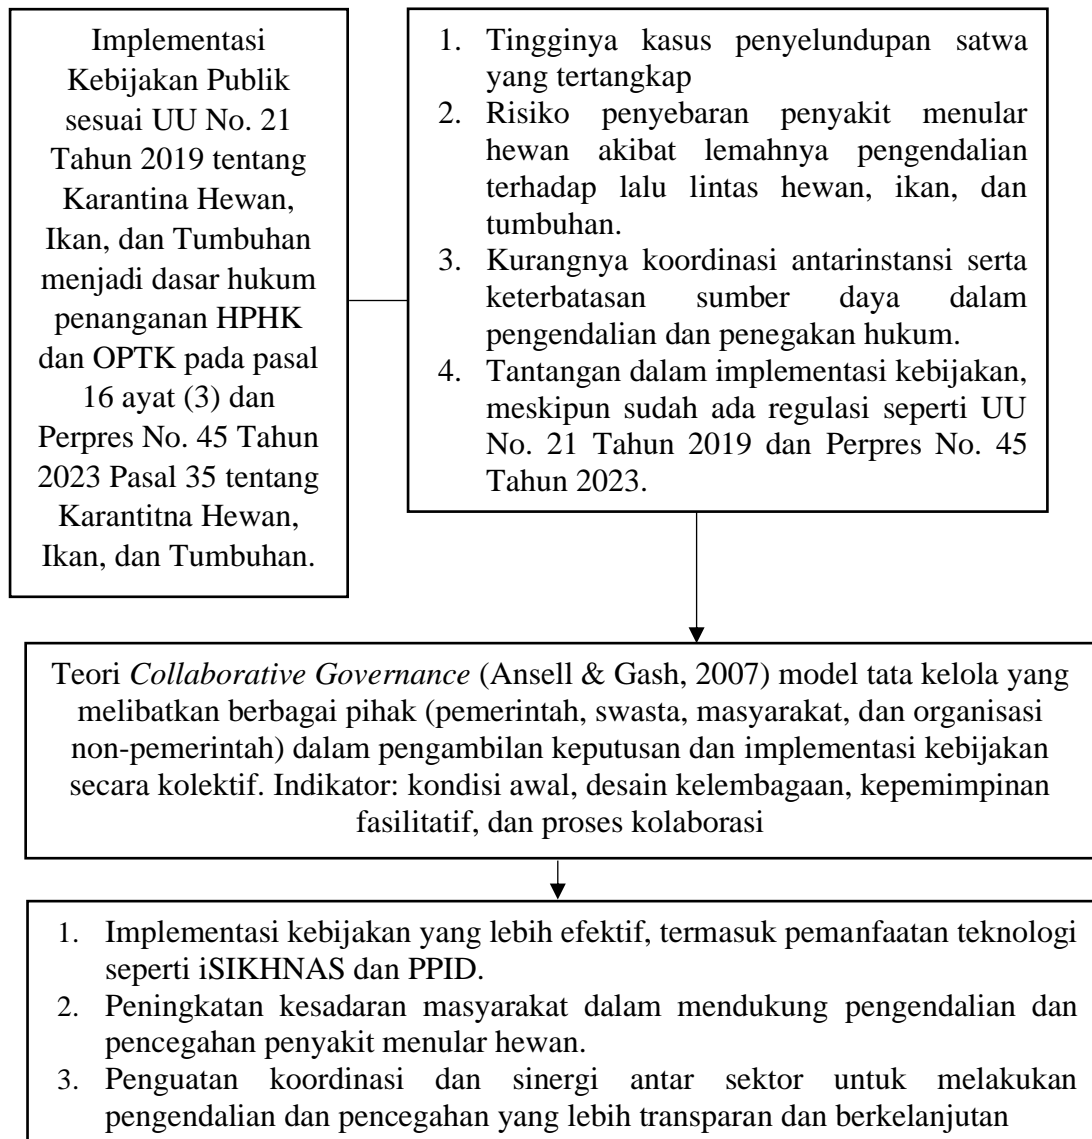 Implementasi
Kebijakan Publik
sesuai UU No. 21
Tahun 2019 tentang
Karantina Hewan,
Ikan, dan Tumbuhan
menjadi dasar hukum
penanganan HPHK
dan OPTK pada pasal
16 ayat (3) dan
Perpres No. 45 Tahun
2023 Pasal 35 tentang
Karantitna Hewan,
Ikan, dan Tumbuhan.
1. Tingginya kasus penyelundupan satwa
yang tertangkap
2. Risiko penyebaran penyakit menular
hewan akibat lemahnya pengendalian
terhadap lalu lintas hewan, ikan, dan
tumbuhan.
3. Kurangnya koordinasi antarinstansi serta
keterbatasan sumber daya dalam
pengendalian dan penegakan hukum.
4. Tantangan dalam implementasi kebijakan,
meskipun sudah ada regulasi seperti UU
No. 21 Tahun 2019 dan Perpres No. 45
Tahun 2023.
Teori Collaborative Governance (Ansell & Gash, 2007) model tata kelola yang
melibatkan berbagai pihak (pemerintah, swasta, masyarakat, dan organisasi
non-pemerintah) dalam pengambilan keputusan dan implementasi kebijakan
secara kolektif. Indikator: kondisi awal, desain kelembagaan, kepemimpinan
fasilitatif, dan proses kolaborasi
1. Implementasi kebijakan yang lebih efektif, termasuk pemanfaatan teknologi
seperti iSIKHNAS dan PPID.
2. Peningkatan kesadaran masyarakat dalam mendukung pengendalian dan
pencegahan penyakit menular hewan.
3. Penguatan koordinasi dan sinergi antar sektor untuk melakukan
pengendalian dan pencegahan yang lebih transparan dan berkelanjutan